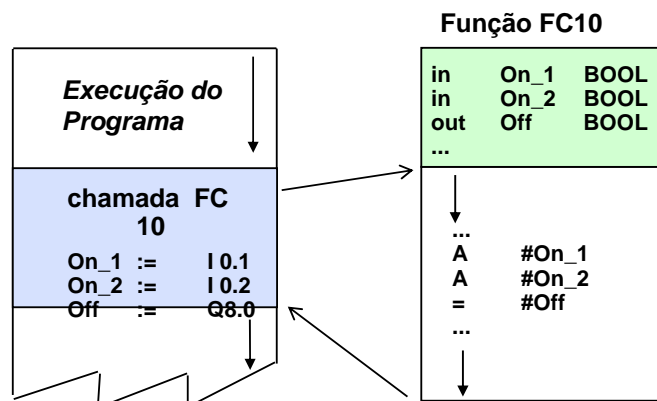 Execução do
Programa
chamada FC
10
On_1 := I 0.1
On_2 := I 0.2
Off := Q8.0
Função FC10
in On_1 BOOL
in On_2 BOOL
out Off BOOL
...
...
A #On_1
A #On_2
= #Off
...